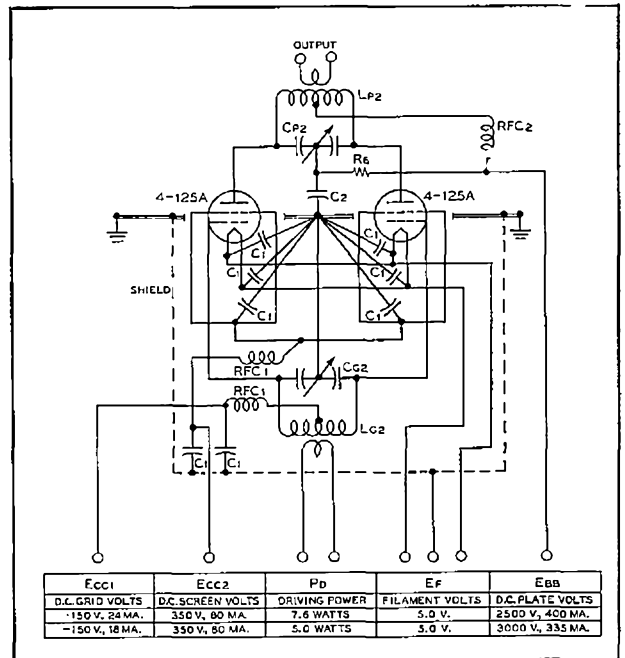 OUTPUT
LP2
CP2
RFC2
R6
4-125A
C2
4-125A
C1
C1
C1
C1
SHIELD
C1
C1
RFC1
CG2
RFC1
LG2
C1
C1
ECC1 ECC2 PD EF EBB
D.C. GRID VOLTS D.C. SCREEN VOLTS DRIVING POWER FILAMENT VOLTS D.C. PLATE VOLTS
-150 V., 24 MA. 350 V., 80 MA. 7.6 WATTS 5.0 V. 2500 V., 400 MA.
-150 V., 18 MA. 350 V., 60 MA. 5.0 WATTS 5.0 V. 3000 V., 335 MA.